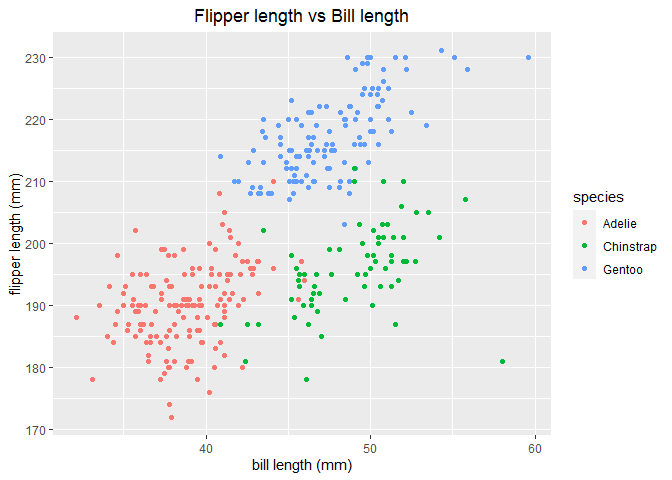 Flipper length vs Bill length
flipper length (mm)
230
220
210
200
190
180
170
40
50
60
bill length (mm)
species
Adelie
Chinstrap
Gentoo